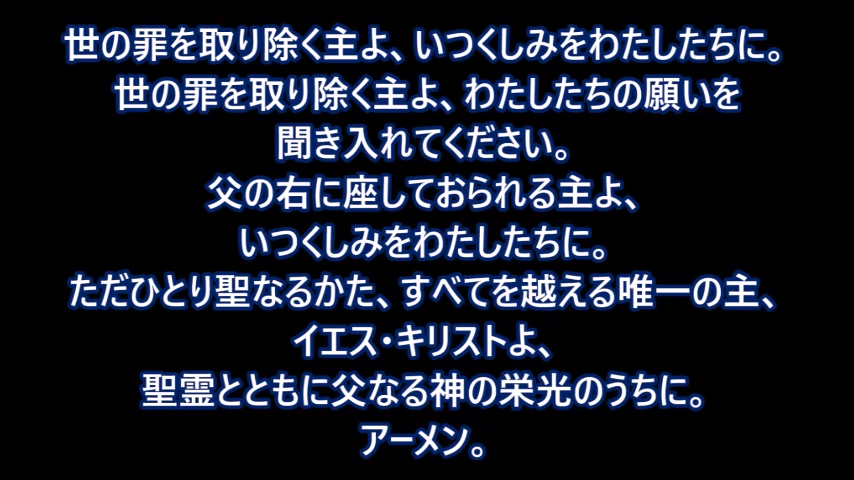 世の罪を取り除く主よ、いつくしみをわたしたちに。
世の罪を取り除く主よ、わたしたちの願いを
聞き入れてください。
父の右に座しておられる主よ、
いつくしみをわたしたちに。
ただひとり聖なるかた、すべてを越える唯一の主、
イエス・キリストよ、
聖霊とともに父なる神の栄光のうちに。
アーメン。